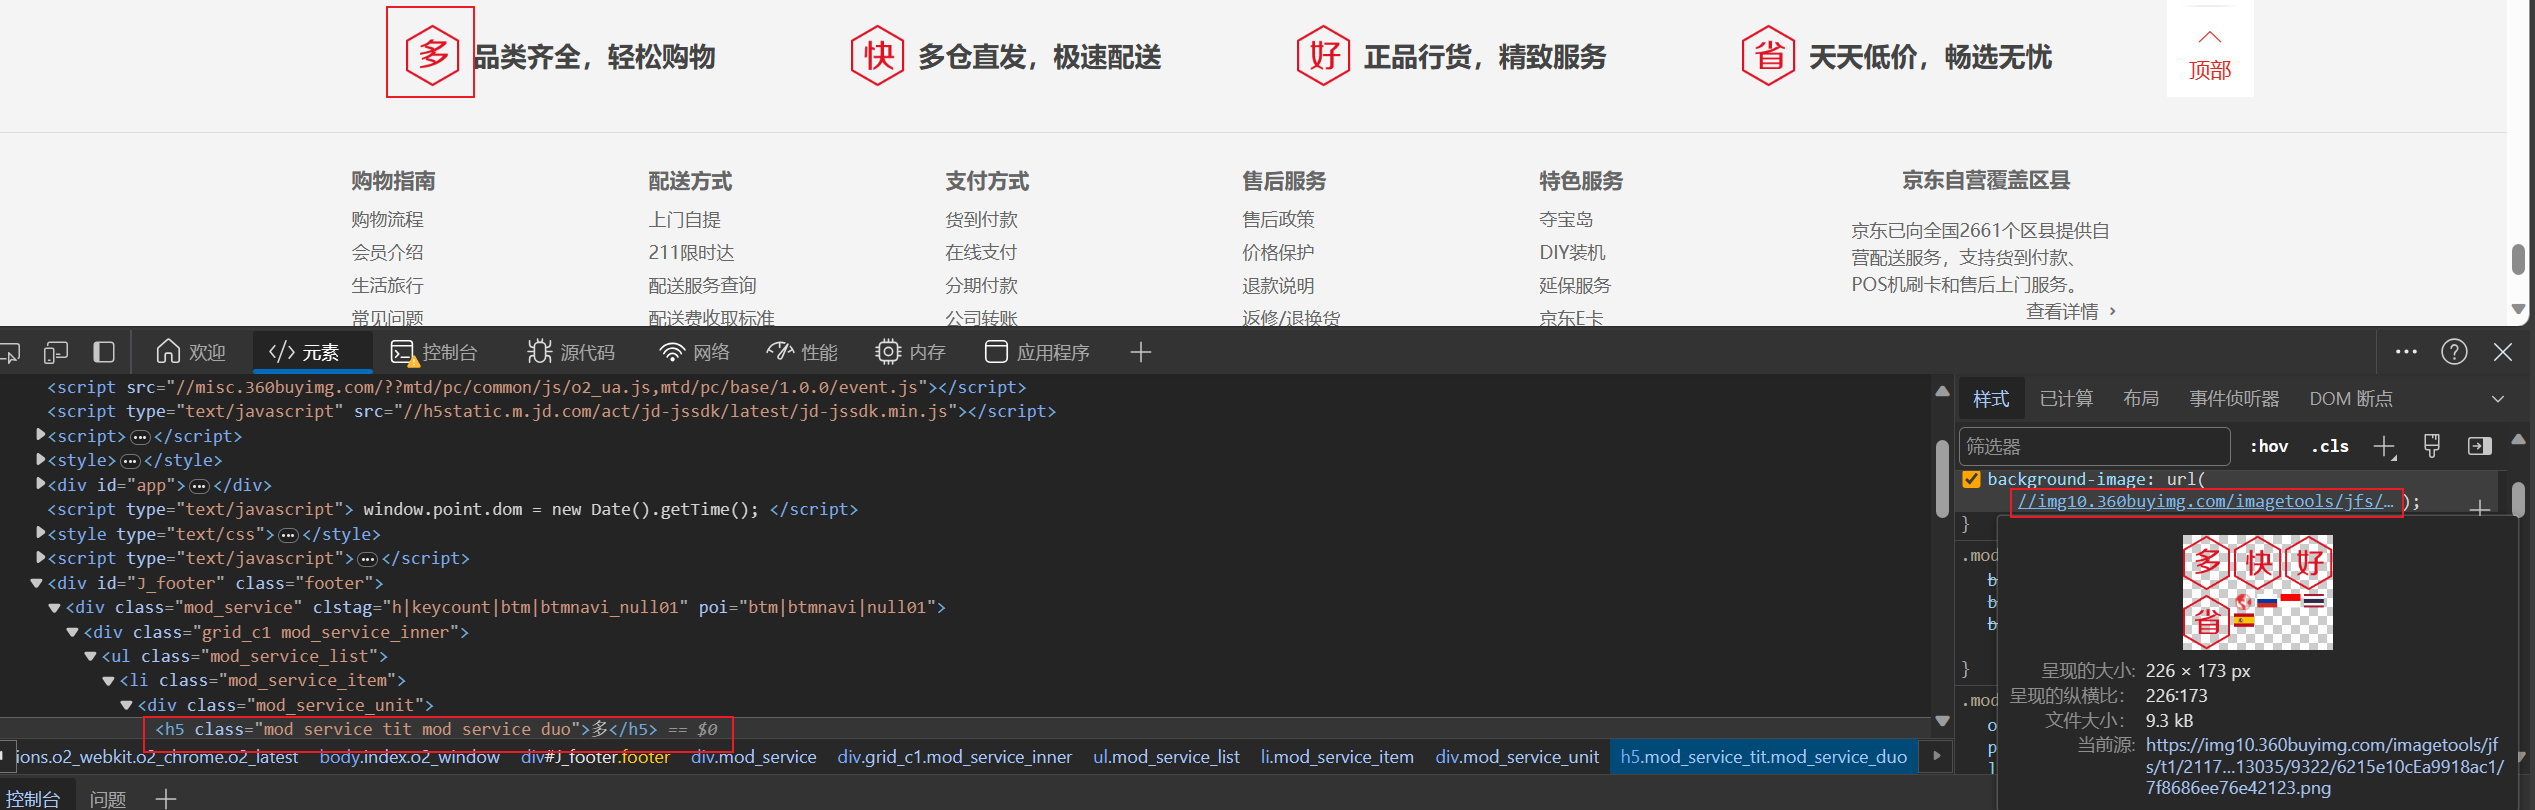 多 品类齐全，轻松购物
快 多仓直发，极速配送
好 正品行货，精致服务
省 天天低价，畅选无忧
顶部
购物指南
购物流程
会员介绍
生活旅行
常见问题
配送方式
上门自提
211限时达
配送服务查询
配送费收取标准
支付方式
货到付款
在线支付
分期付款
公司转账
售后服务
售后政策
价格保护
退款说明
返修/退换货
特色服务
夺宝岛
DIY装机
延保服务
京东E卡
京东自营覆盖区县
京东已向全国2661个区县提供自
营配送服务，支持货到付款、
POS机刷卡和售后上门服务。
查看详情 ›
欢迎 </> 元素 控制台 源代码 网络 性能 内存 应用程序
<script src="//misc.360buyimg.com/??mtd/pc/common/js/o2_ua.js,mtd/pc/base/1.0.0/event.js"></script>
<script type="text/javascript" src="//h5static.m.jd.com/act/jd-jssdk/latest/jd-jssdk.min.js"></script>
<script>…</script>
<style>…</style>
<div id="app">…</div>
<script type="text/javascript"> window.point.dom = new Date().getTime(); </script>
<style type="text/css">…</style>
<script type="text/javascript">…</script>
<div id="J_footer" class="footer">
<div class="mod_service" clstag="h|keycount|btm|btmnavi_null01" poi="btm|btmnavi|null01">
<div class="grid_c1 mod_service_inner">
<ul class="mod_service_list">
<li class="mod_service_item">
<div class="mod_service_unit">
<h5 class="mod_service_tit mod_service_duo">多</h5> == $0
ions.o2_webkit.o2_chrome.o2_latest body.index.o2_window div#J_footer.footer div.mod_service div.grid_c1.mod_service_inner ul.mod_service_list li.mod_service_item div.mod_service_unit h5.mod_service_tit.mod_service_duo
控制台 问题
样式 已计算 布局 事件侦听器 DOM 断点
筛选器 :hov .cls
background-image: url(
//img10.360buyimg.com/imagetools/jfs/… );
}
.mod
b
b
b
}
.mod
o
p
l
多 快 好
省
呈现的大小: 226 × 173 px
呈现的纵横比: 226∶173
文件大小: 9.3 kB
当前源: https://img10.360buyimg.com/imagetools/jf
s/t1/2117…13035/9322/6215e10cEa9918ac1/
7f8686ee76e42123.png